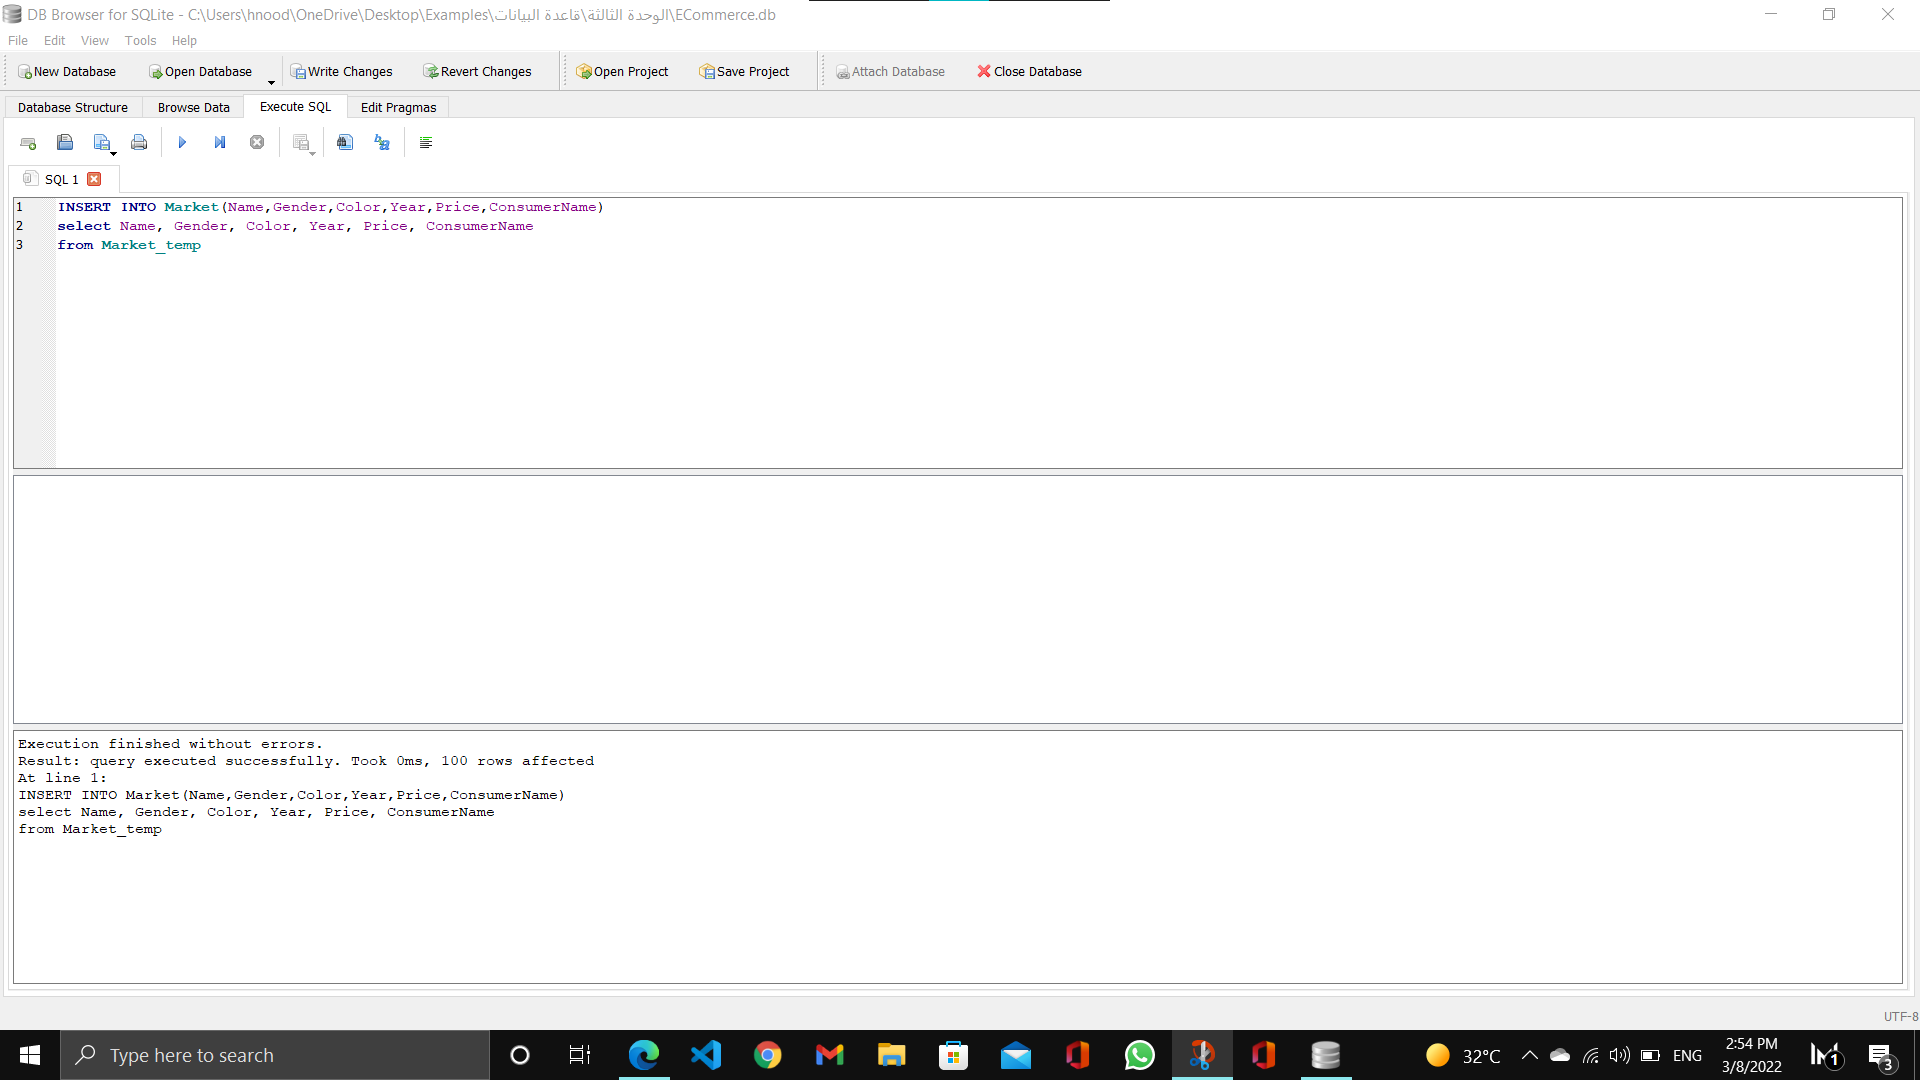 DB Browser for SQLite - C:\Users\hnood\OneDrive\Desktop\Examples\الوحدة الثالثة\قاعدة البيانات\ECommerce.db
File Edit View Tools Help
New Database Open Database Write Changes Revert Changes Open Project Save Project Attach Database Close Database
Database Structure Browse Data Execute SQL Edit Pragmas
SQL 1
1 INSERT INTO Market(Name,Gender,Color,Year,Price,ConsumerName)
2 select Name, Gender, Color, Year, Price, ConsumerName
3 from Market_temp
Execution finished without errors.
Result: query executed successfully. Took 0ms, 100 rows affected
At line 1:
INSERT INTO Market(Name,Gender,Color,Year,Price,ConsumerName)
select Name, Gender, Color, Year, Price, ConsumerName
from Market_temp
UTF-8
Type here to search
32°C
ENG
2:54 PM
3/8/2022
1
3